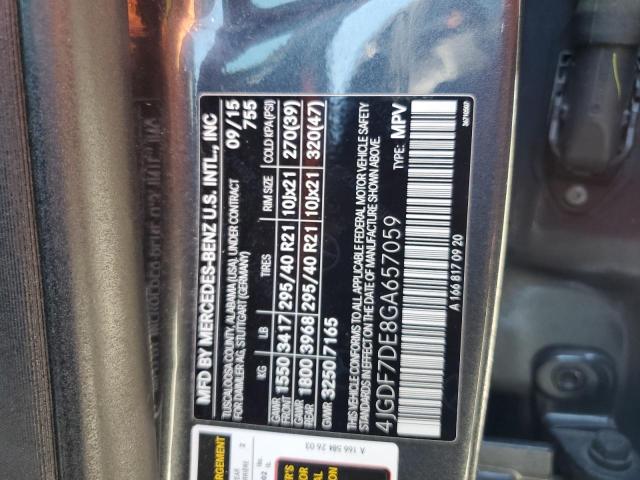 MFD BY MERCEDES-BENZ U.S. INTL., INC
TUSCALOOSA COUNTY, ALABAMA (USA), UNDER CONTRACT
FOR DAIMLER AG, STUTTGART (GERMANY)
09/15
755
KG LB TIRES RIM SIZE COLD KPA(PSI)
GAWR FRONT 1550 3417 295/40 R21 10Jx21 270(39)
GAWR REAR 1800 3968 295/40 R21 10Jx21 320(47)
GVWR 3250 7165
THIS VEHICLE CONFORMS TO ALL APPLICABLE FEDERAL MOTOR VEHICLE SAFETY
STANDARDS IN EFFECT ON THE DATE OF MANUFACTURE SHOWN ABOVE.
4JGDF7DE8GA657059 TYPE: MPV
A 166 817 09 20
A 166 584 26 03